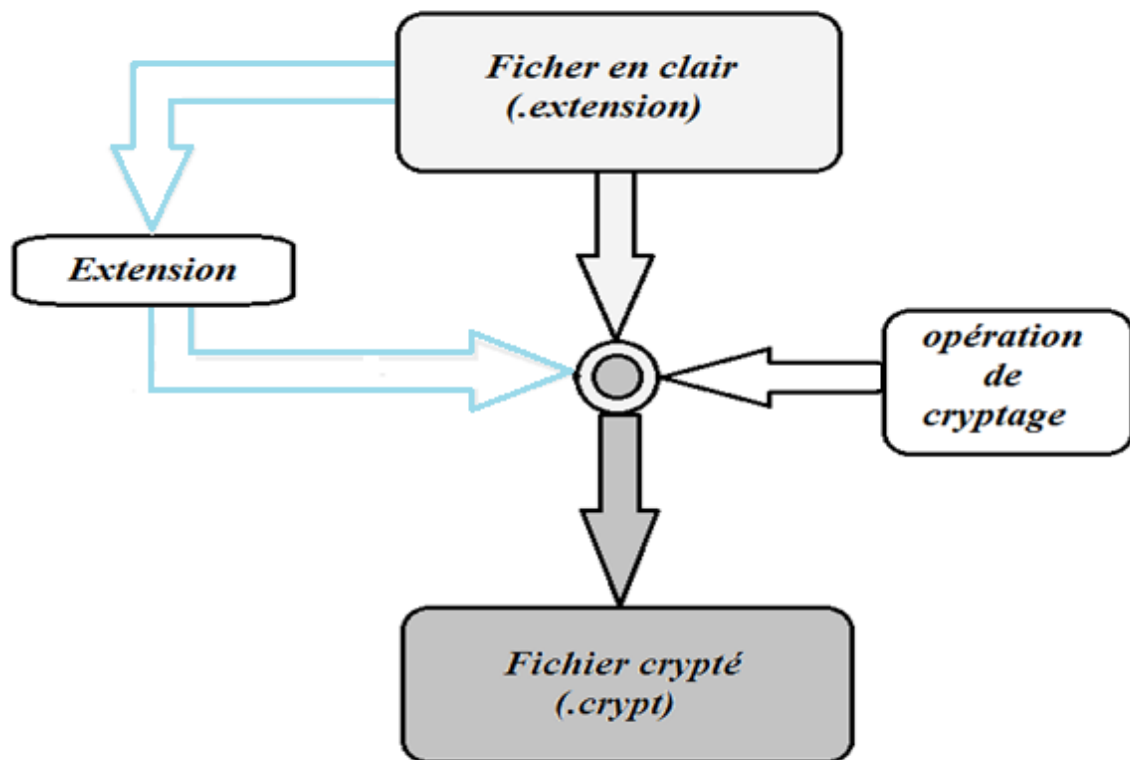 Ficher en clair
(.extension)
Extension
opération
de
cryptage
Fichier crypté
(.crypt)